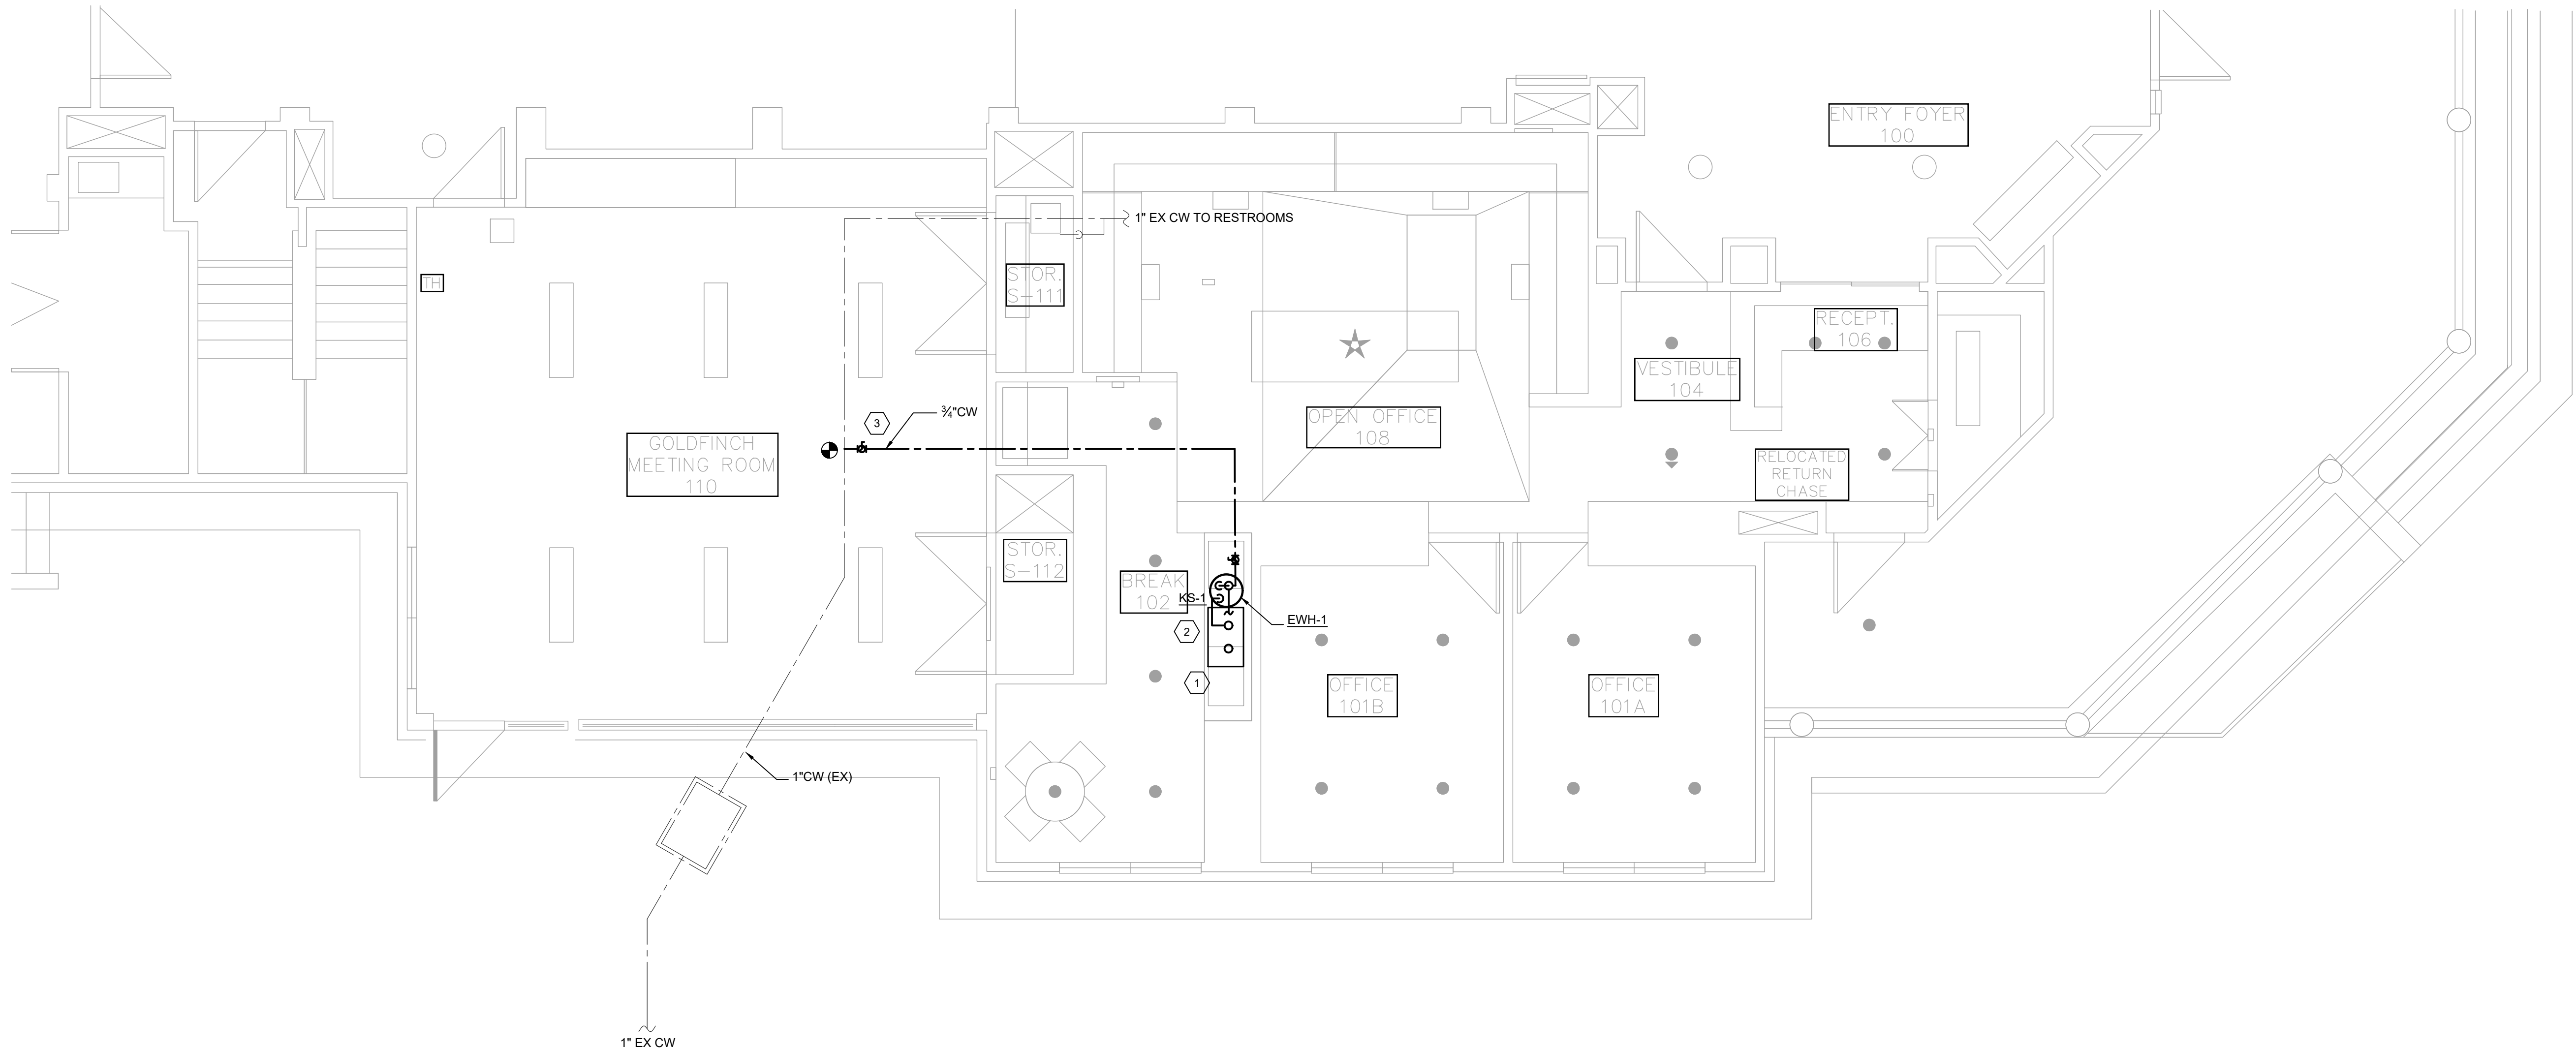 ENTRY FOYER
100
1" EX CW TO RESTROOMS
STOR.
S-111
TH
RECEPT.
106
VESTIBULE
104
3
¾"CW
OPEN OFFICE
108
GOLDFINCH
MEETING ROOM
110
RELOCATED
RETURN
CHASE
STOR.
S-112
BREAK
102
KS-1
EWH-1
2
1
OFFICE
101B
OFFICE
101A
1"CW (EX)
1" EX CW